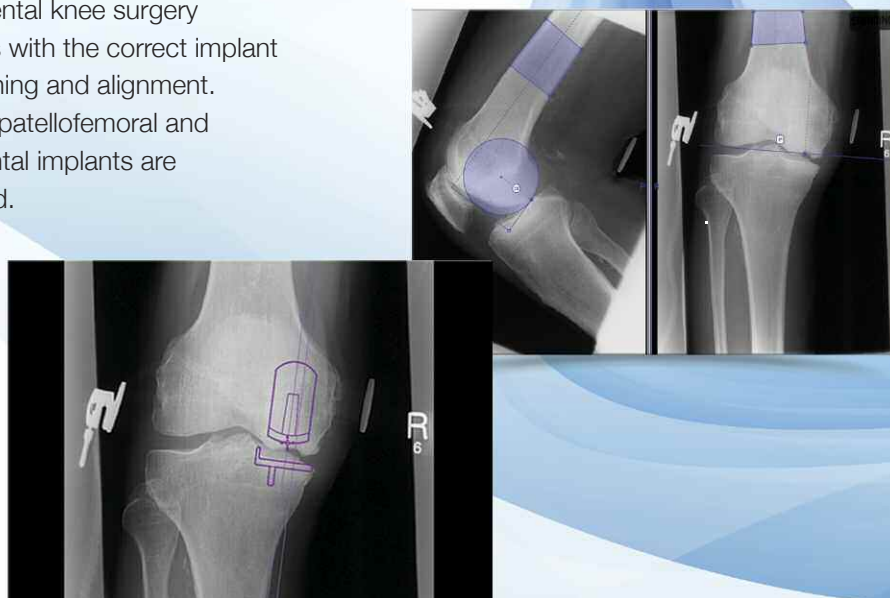 ental knee surgery
with the correct implant
ning and alignment.
patellofemoral and
ntal implants are
d.
R
6
R
6